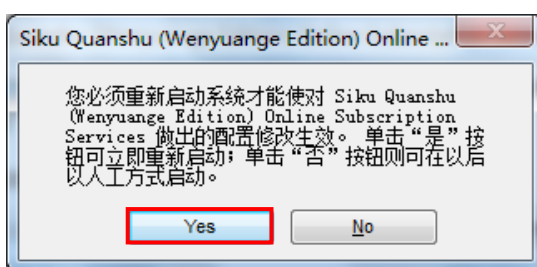 Siku Quanshu (Wenyuange Edition) Online ...
您必须重新启动系统才能使对 Siku Quanshu
(Wenyuange Edition) Online Subscription
Services 做出的配置修改生效。 单击“是”按
钮可立即重新启动；单击“否”按钮则可在以后
以人工方式启动。
Yes
No